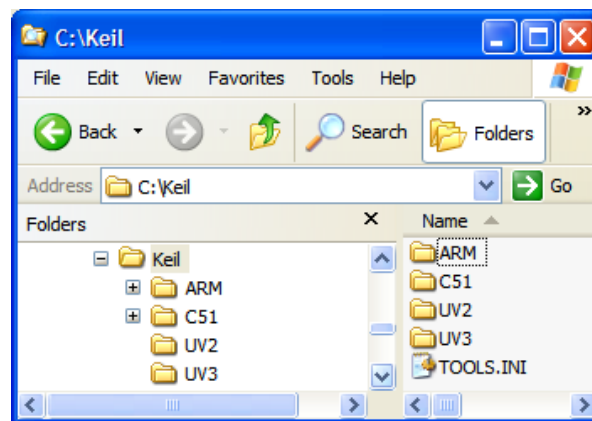 C:\Keil
File Edit View Favorites Tools Help
Back Search Folders »
Address C:\Keil Go
Folders × Name
Keil
ARM
C51
UV2
UV3
ARM
C51
UV2
UV3
TOOLS.INI